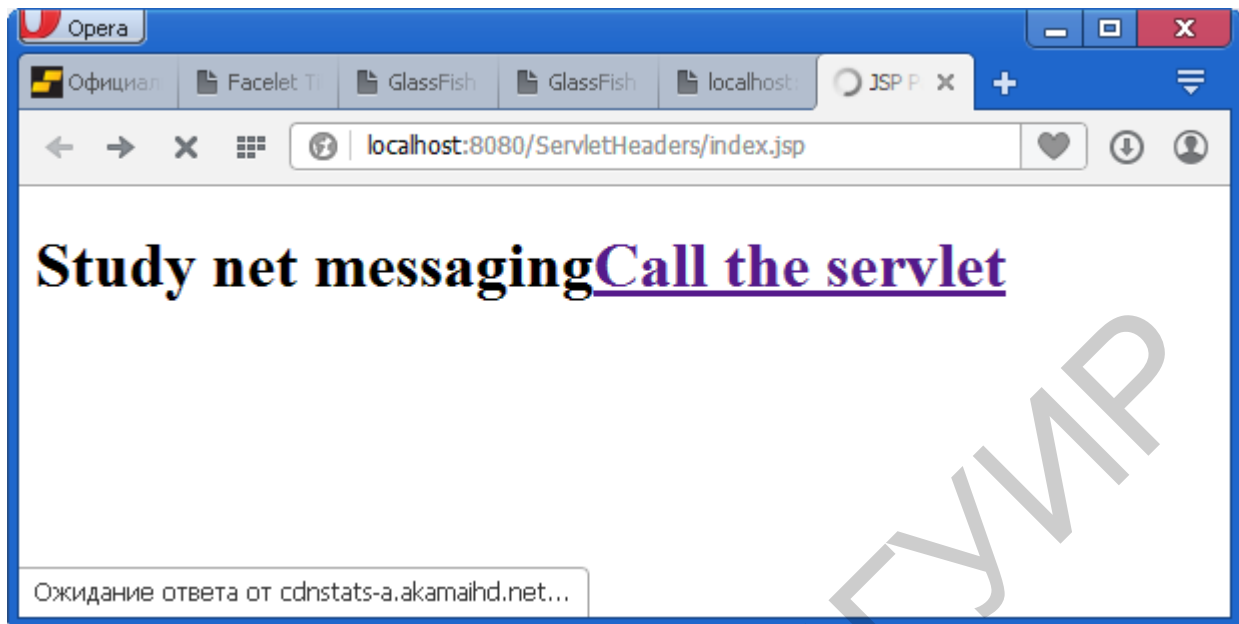 Opera
Официал Facelet Ti GlassFish GlassFish localhost: JSP P
localhost:8080/ServletHeaders/index.jsp
Study net messagingCall the servlet
Ожидание ответа от cdnstats-a.akamaihd.net...
ГУИР